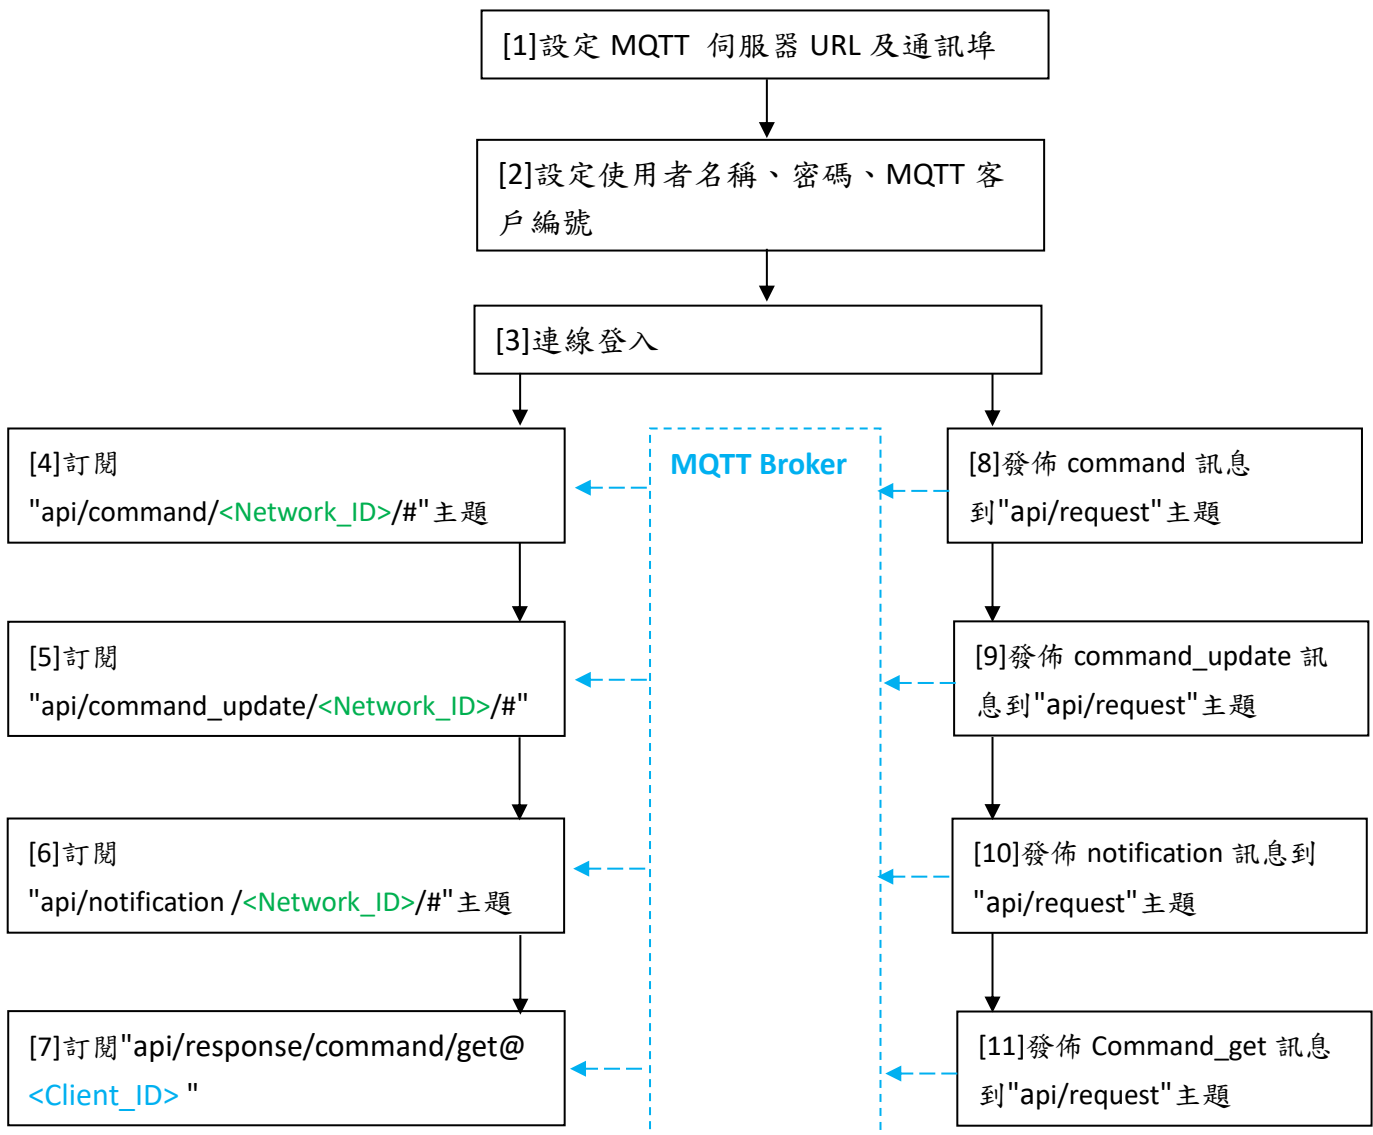 [1]設定 MQTT 伺服器 URL 及通訊埠
[2]設定使用者名稱、密碼、MQTT 客
戶編號
[3]連線登入
[4]訂閱
"api/command/<Network_ID>/#"主題
[5]訂閱
"api/command_update/<Network_ID>/#"
[6]訂閱
"api/notification /<Network_ID>/#"主題
[7]訂閱"api/response/command/get@
<Client_ID> "
MQTT Broker
[8]發佈 command 訊息
到"api/request"主題
[9]發佈 command_update 訊
息到"api/request"主題
[10]發佈 notification 訊息到
"api/request"主題
[11]發佈 Command_get 訊息
到"api/request"主題